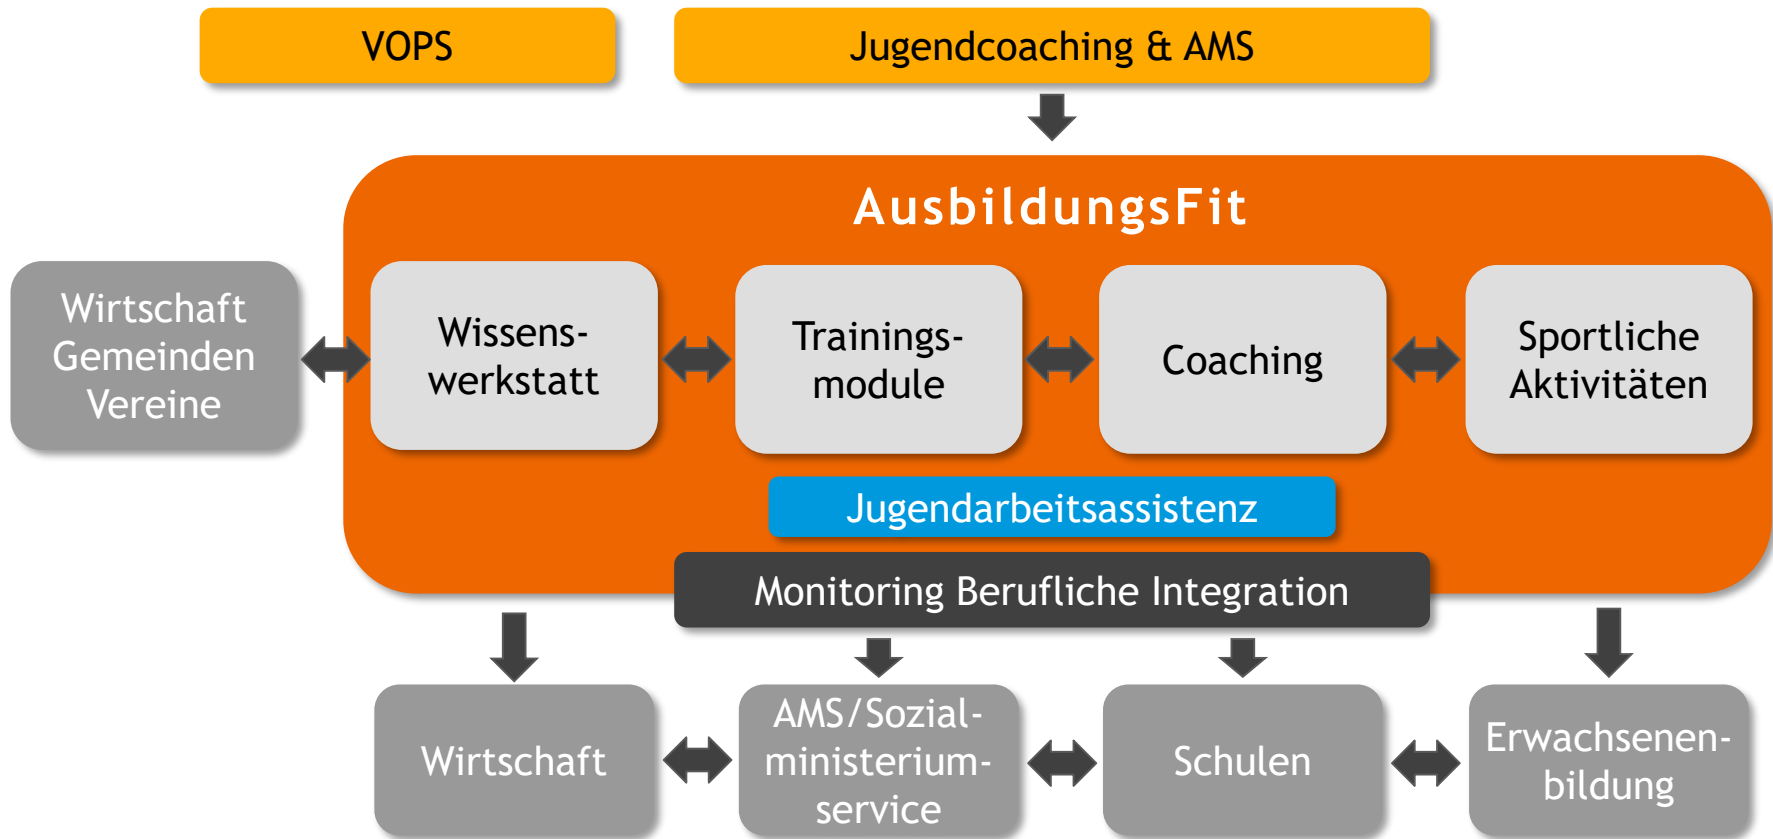 VOPS
Jugendcoaching & AMS
AusbildungsFit
Wirtschaft
Gemeinden
Vereine
Wissens-
werkstatt
Trainings-
module
Coaching
Sportliche
Aktivitäten
Jugendarbeitsassistenz
Monitoring Berufliche Integration
Wirtschaft
AMS/Sozial-
ministerium-
service
Schulen
Erwachsenen-
bildung